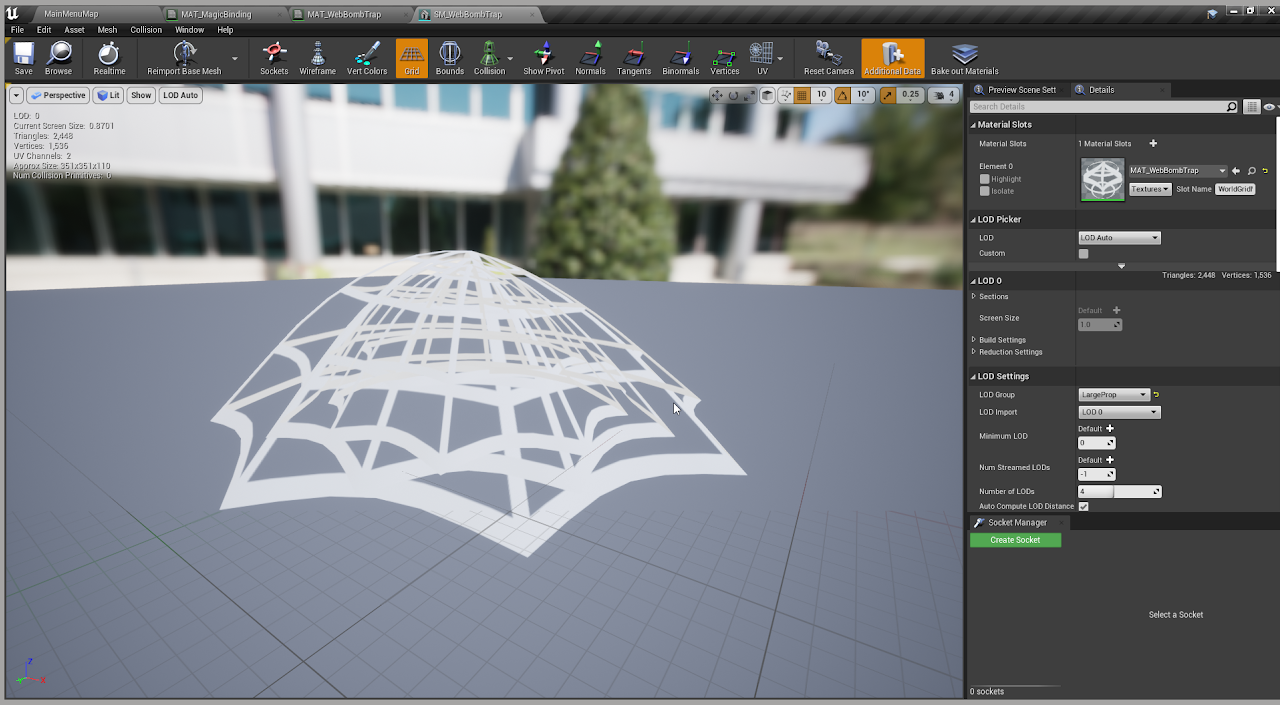 MainMenuMap
MAT_MagicBinding
MAT_WebBombTrap
SM_WebBombTrap
File Edit Asset Mesh Collision Window Help
Save Browse Realtime Reimport Base Mesh Sockets Wireframe Vert Colors Grid Bounds Collision Show Pivot Normals Tangents Binormals Vertices UV Reset Camera Additional Data Bake out Materials
Perspective Lit Show LOD Auto 10 10° 0.25 4
LOD: 0
Current Screen Size: 0.8701
Triangles: 2,448
Vertices: 1,536
UV Channels: 2
Approx Size: 351x351x110
Num Collision Primitives: 0
Z
X
Preview Scene Sett Details
Search Details
Material Slots
Material Slots 1 Material Slots
Element 0
Highlight
Isolate
MAT_WebBombTrap
Textures Slot Name WorldGridf
LOD Picker
LOD LOD Auto
Custom
LOD 0 Triangles: 2,448 Vertices: 1,536
Sections
Default
Screen Size 1.0
Build Settings
Reduction Settings
LOD Settings
LOD Group LargeProp
LOD Import LOD 0
Default
Minimum LOD 0
Default
Num Streamed LODs -1
Number of LODs 4
Auto Compute LOD Distance
Socket Manager
Create Socket
Select a Socket
0 sockets